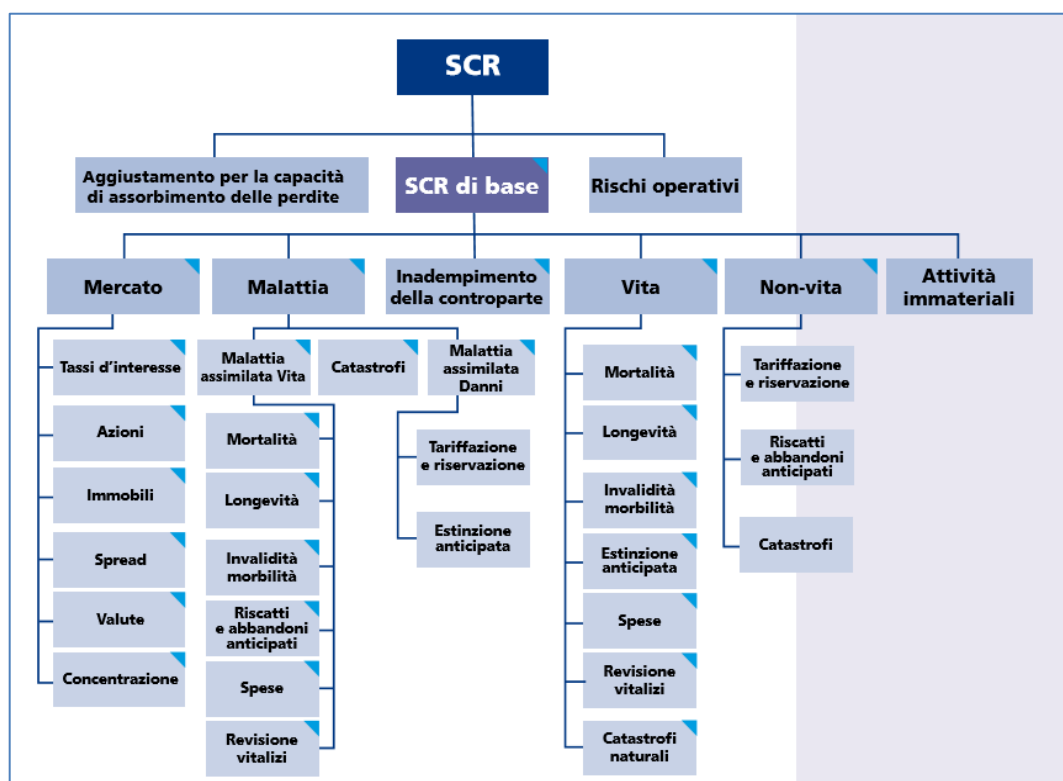 SCR
Aggiustamento per la capacità
di assorbimento delle perdite
SCR di base
Rischi operativi
Mercato
Malattia
Inadempimento
della controparte
Vita
Non-vita
Attività
immateriali
Tassi d'interesse
Azioni
Immobili
Spread
Valute
Concentrazione
Malattia
assimilata Vita
Catastrofi
Malattia
assimilata
Danni
Mortalità
Longevità
Invalidità
morbilità
Riscatti
e abbandoni
anticipati
Spese
Revisione
vitalizi
Tariffazione
e riservazione
Estinzione
anticipata
Mortalità
Longevità
Invalidità
morbilità
Estinzione
anticipata
Spese
Revisione
vitalizi
Catastrofi
naturali
Tariffazione
e riservazione
Riscatti
e abbandoni
anticipati
Catastrofi